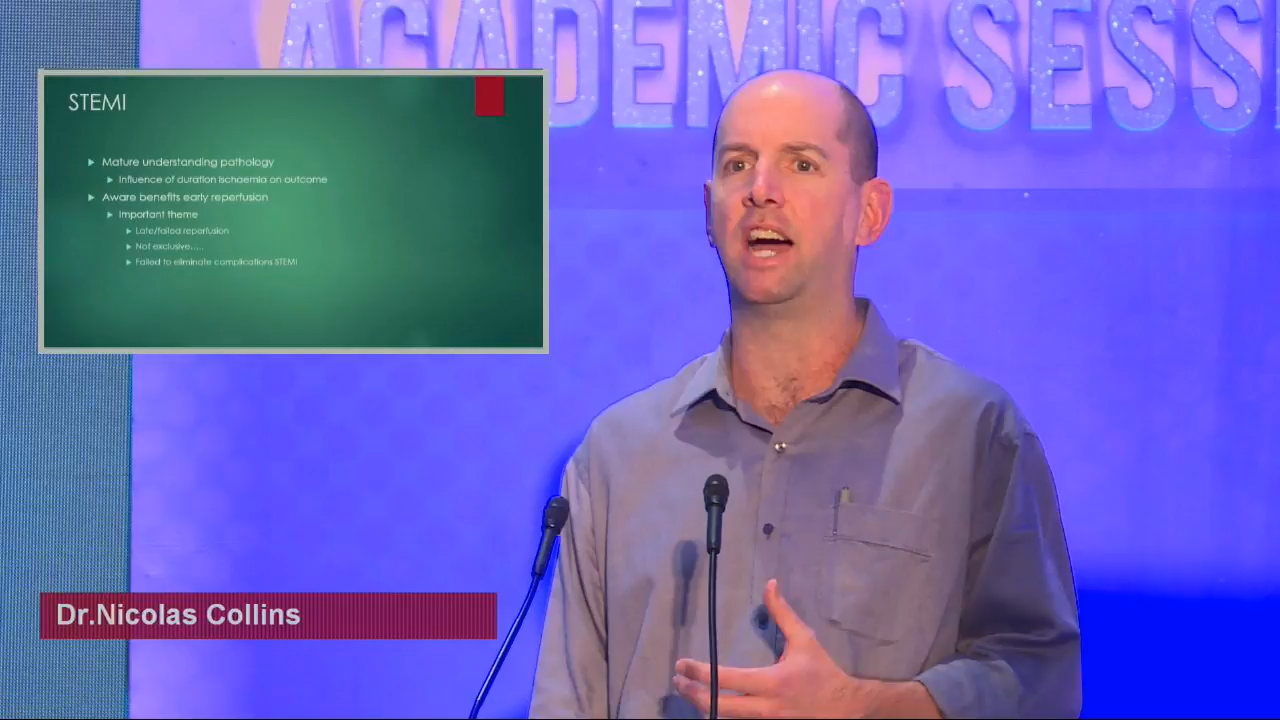 ACADEMIC SESS
STEMI
Mature understanding pathology
Influence of duration ischaemia on outcome
Aware benefits early reperfusion
Important theme
Late/failed reperfusion
Not exclusive.....
Failed to eliminate complications STEMI
Dr.Nicolas Collins